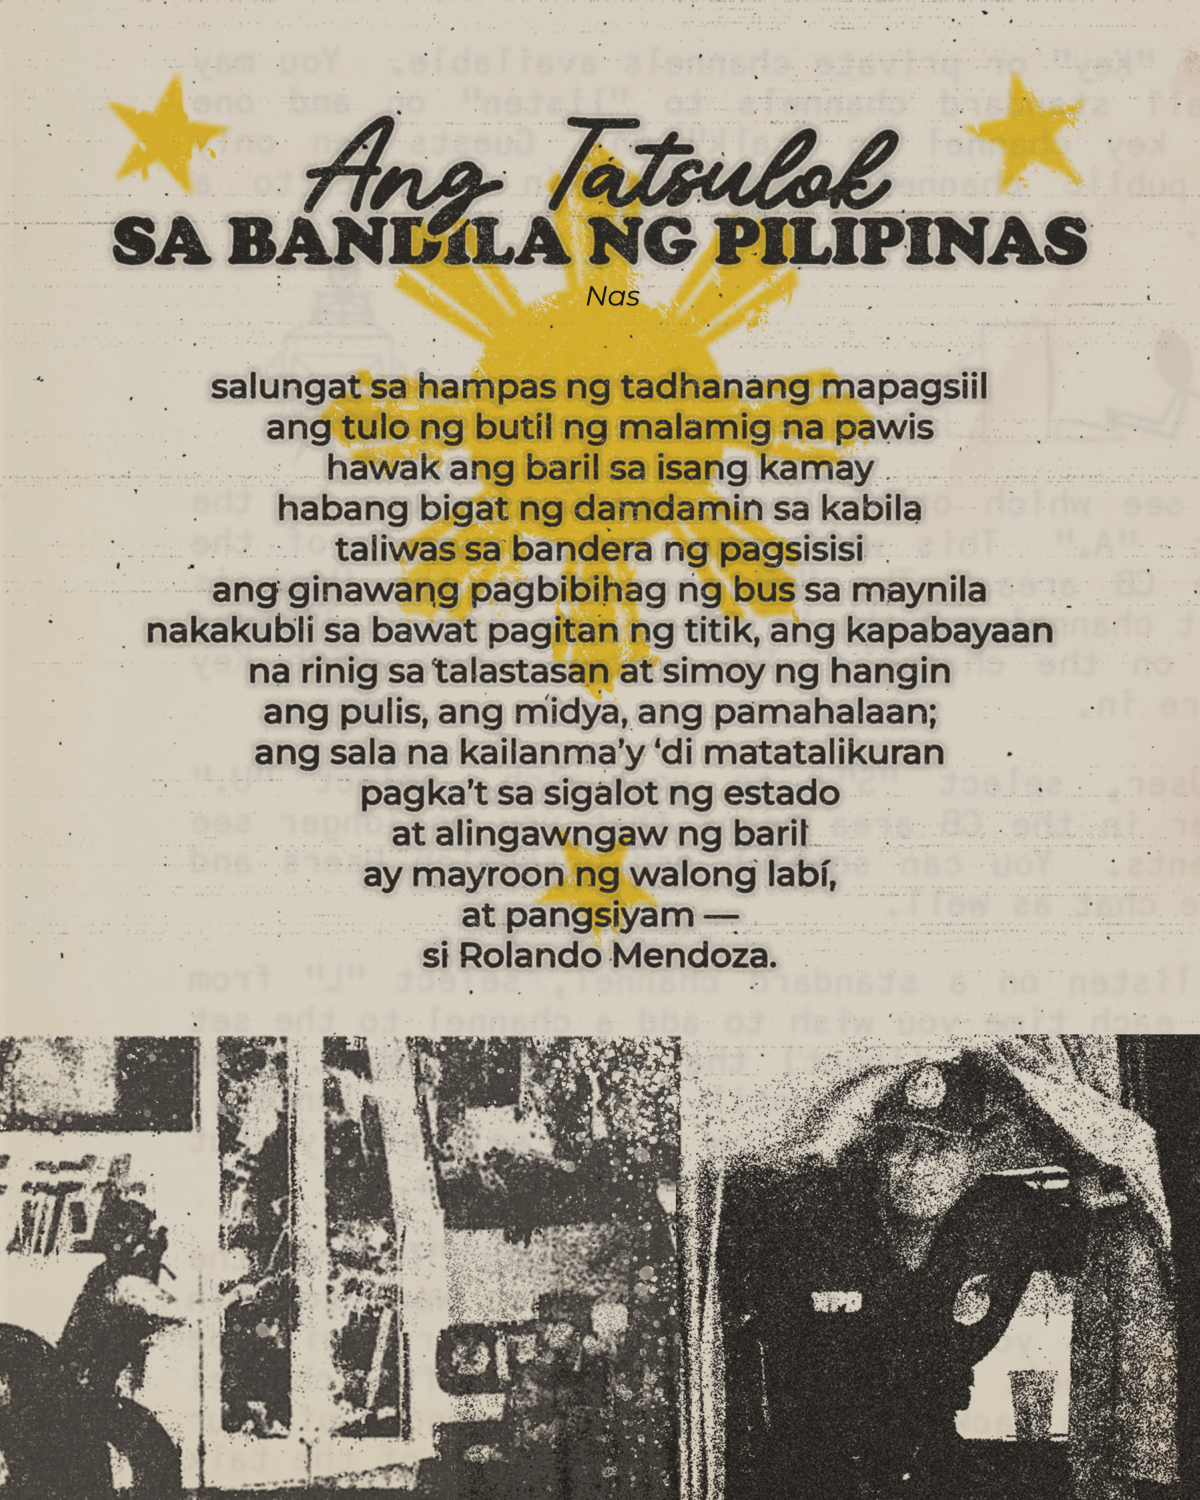 Ang Tatsulok
SA BANDILA NG PILIPINAS
Nas
salungat sa hampas ng tadhanang mapagsiil
ang tulo ng butil ng malamig na pawis
hawak ang baril sa isang kamay
habang bigat ng damdamin sa kabila
taliwas sa bandera ng pagsisisi
ang ginawang pagbibihag ng bus sa maynila
nakakubli sa bawat pagitan ng titik, ang kapabayaan
na rinig sa talastasan at simoy ng hangin
ang pulis, ang midya, ang pamahalaan;
ang sala na kailanma’y ‘di matatalikuran
pagka’t sa sigalot ng estado
at alingawngaw ng baril
ay mayroon ng walong labi,
at pangsiyam —
si Rolando Mendoza.